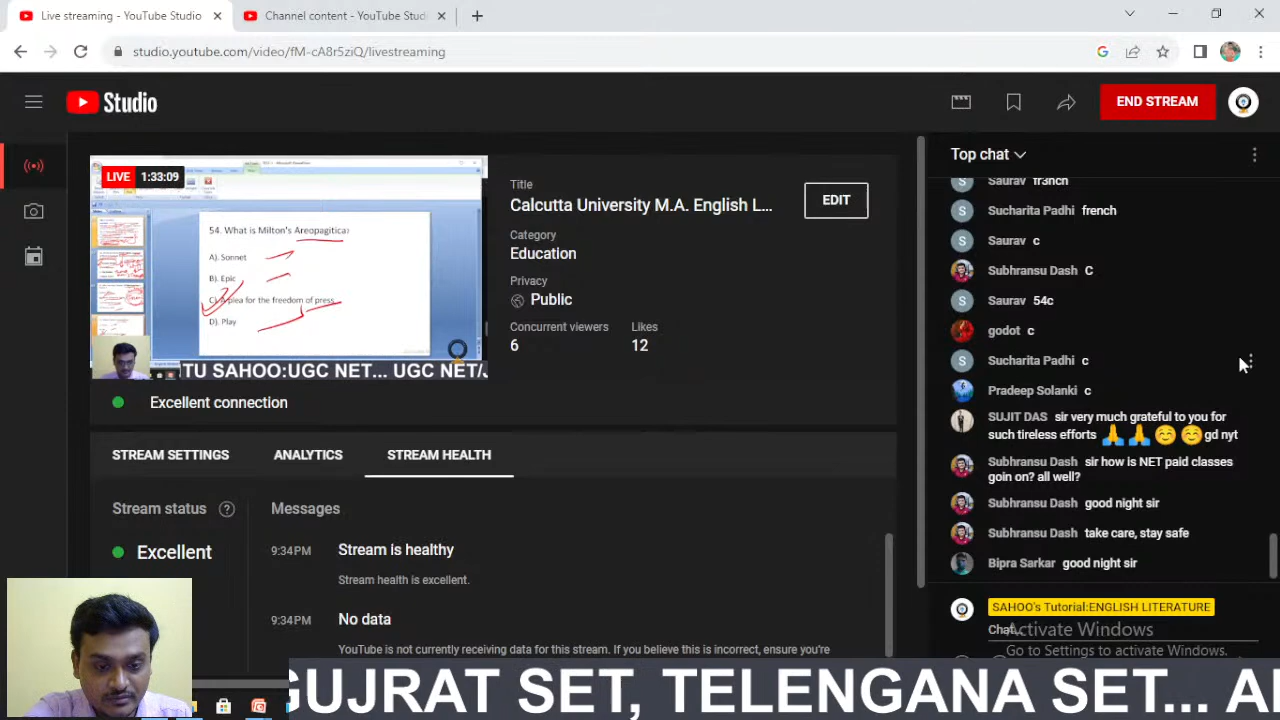 Live streaming - YouTube Studio
Channel content - YouTube Studio
studio.youtube.com/video/fM-cA8r5ziQ/livestreaming
Studio
END STREAM
LIVE 1:33:09
54. What is Milton's Areopagitica?
A). Sonnet
B). Epic
C). A plea for the freedom of press
D). Play
TU SAHOO:UGC NET... UGC NET/J
Excellent connection
Title
Calcutta University M.A. English L...
EDIT
Category
Education
Privacy
Public
Concurrent viewers
6
Likes
12
STREAM SETTINGS
ANALYTICS
STREAM HEALTH
Stream status
Messages
Excellent
9:34 PM
Stream is healthy
Stream health is excellent.
9:34 PM
No data
YouTube is not currently receiving data for this stream. If you believe this is incorrect, ensure you're
Top chat
S Saurav fr3nch
S Sucharita Padhi french
S Saurav c
Subhransu Dash C
S Saurav 54c
godot c
S Sucharita Padhi c
Pradeep Solanki c
SUJIT DAS sir very much grateful to you for
such tireless efforts 🙏 🙏 😊 😊 gd nyt
Subhransu Dash sir how is NET paid classes
goin on? all well?
Subhransu Dash good night sir
Subhransu Dash take care, stay safe
Bipra Sarkar good night sir
SAHOO's Tutorial:ENGLISH LITERATURE
Chat...
Activate Windows
Go to Settings to activate Windows.
GUJRAT SET, TELENGANA SET... A